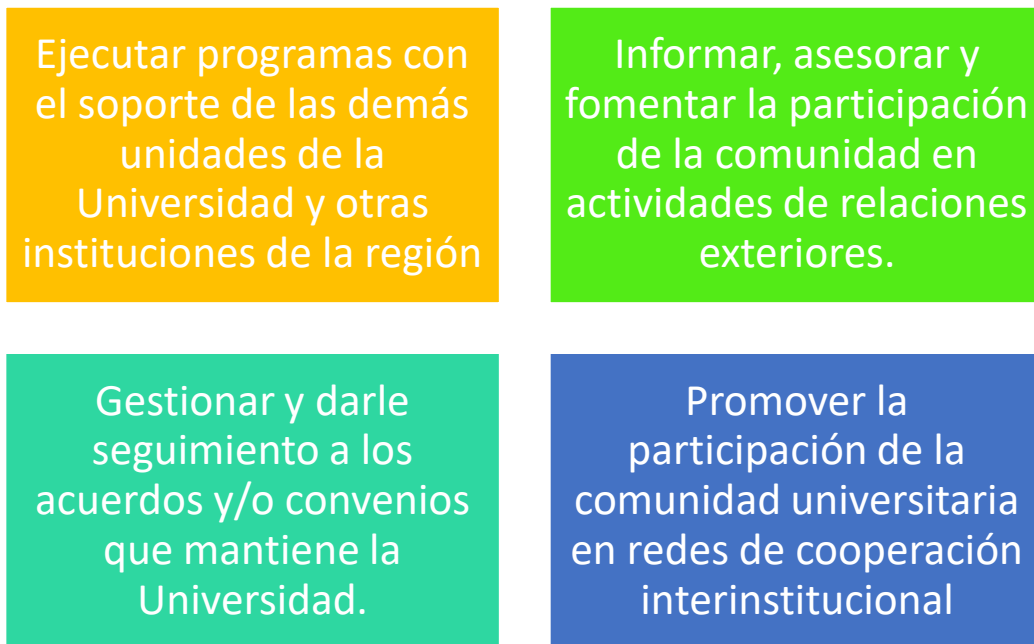 Ejecutar programas con
el soporte de las demás
unidades de la
Universidad y otras
instituciones de la región
Informar, asesorar y
fomentar la participación
de la comunidad en
actividades de relaciones
exteriores.
Gestionar y darle
seguimiento a los
acuerdos y/o convenios
que mantiene la
Universidad.
Promover la
participación de la
comunidad universitaria
en redes de cooperación
interinstitucional